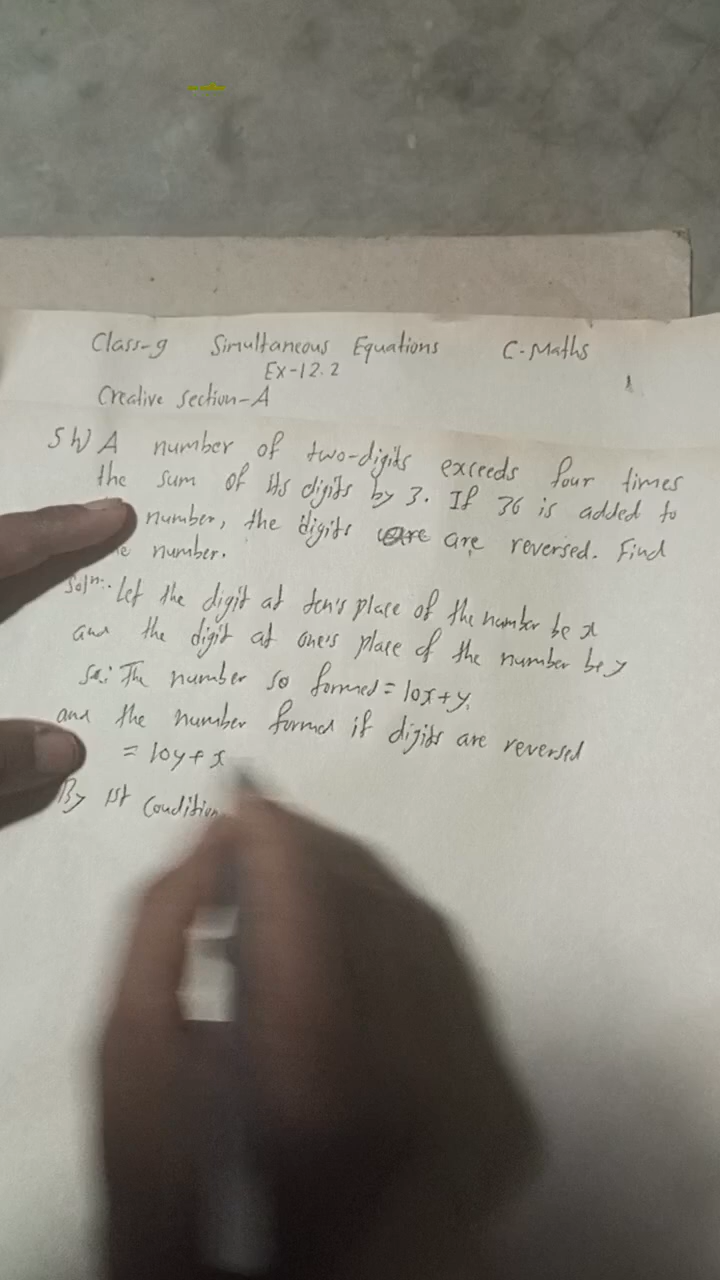 Class-9 Simultaneous Equations C-Maths
Ex-12.2
Creative section-A
A number of two-digits exceeds four times
the sum of its digits by 3. If 36 is added to
number, the digits are are reversed. Find
number.
Soln:- Let the digit at ten's place of the number be x
and the digit at one's place of the number be y
The number so formed = 10x+y,
and the number formed if digits are reversed
= 10y+x
By 1st Condition